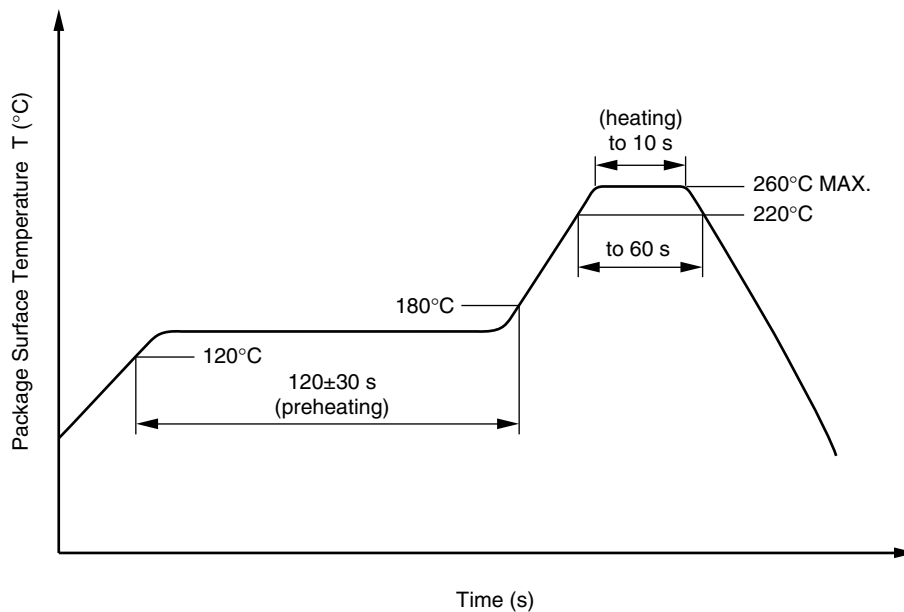 Package Surface Temperature T (°C)
(heating)
to 10 s
260°C MAX.
220°C
to 60 s
180°C
120°C
120±30 s
(preheating)
Time (s)